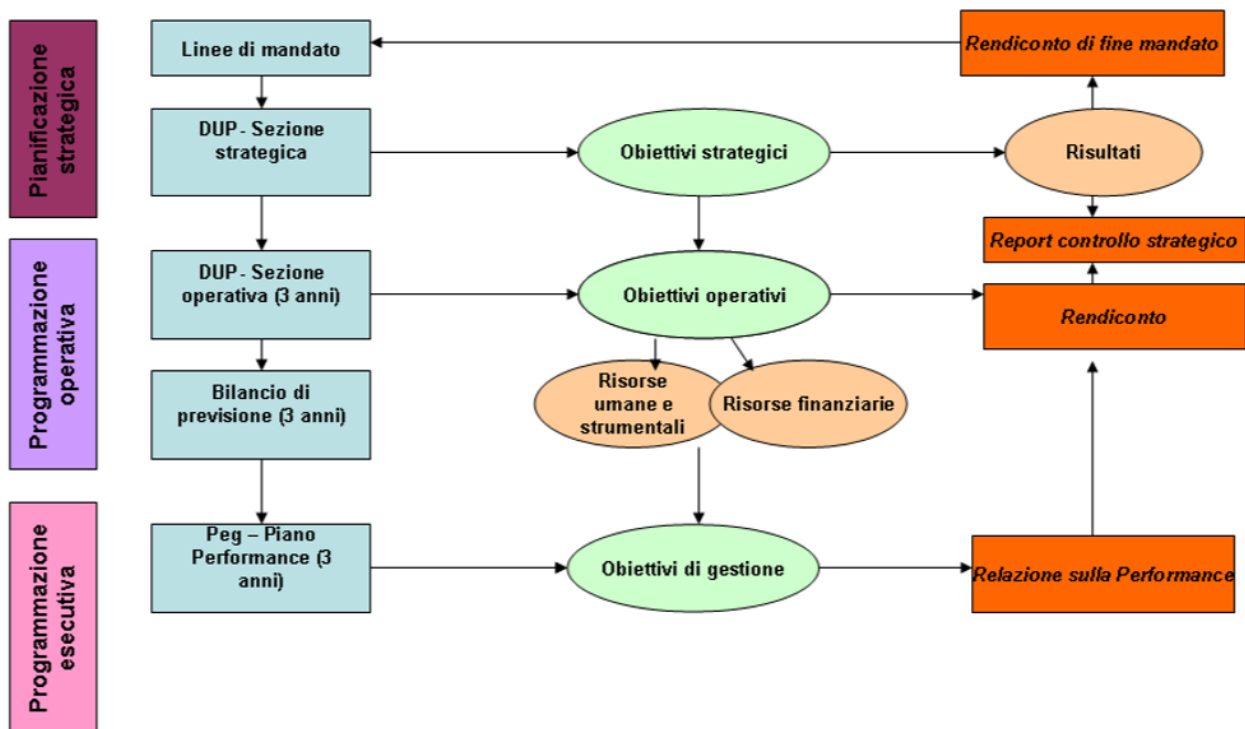 Pianificazione
strategica
Linee di mandato
Rendiconto di fine mandato
DUP - Sezione
strategica
Obiettivi strategici
Risultati
Report controllo strategico
Programmazione
operativa
DUP - Sezione
operativa (3 anni)
Obiettivi operativi
Rendiconto
Bilancio di
previsione (3 anni)
Risorse
umane e
strumentali
Risorse finanziarie
Programmazione
esecutiva
Peg – Piano
Performance (3
anni)
Obiettivi di gestione
Relazione sulla Performance